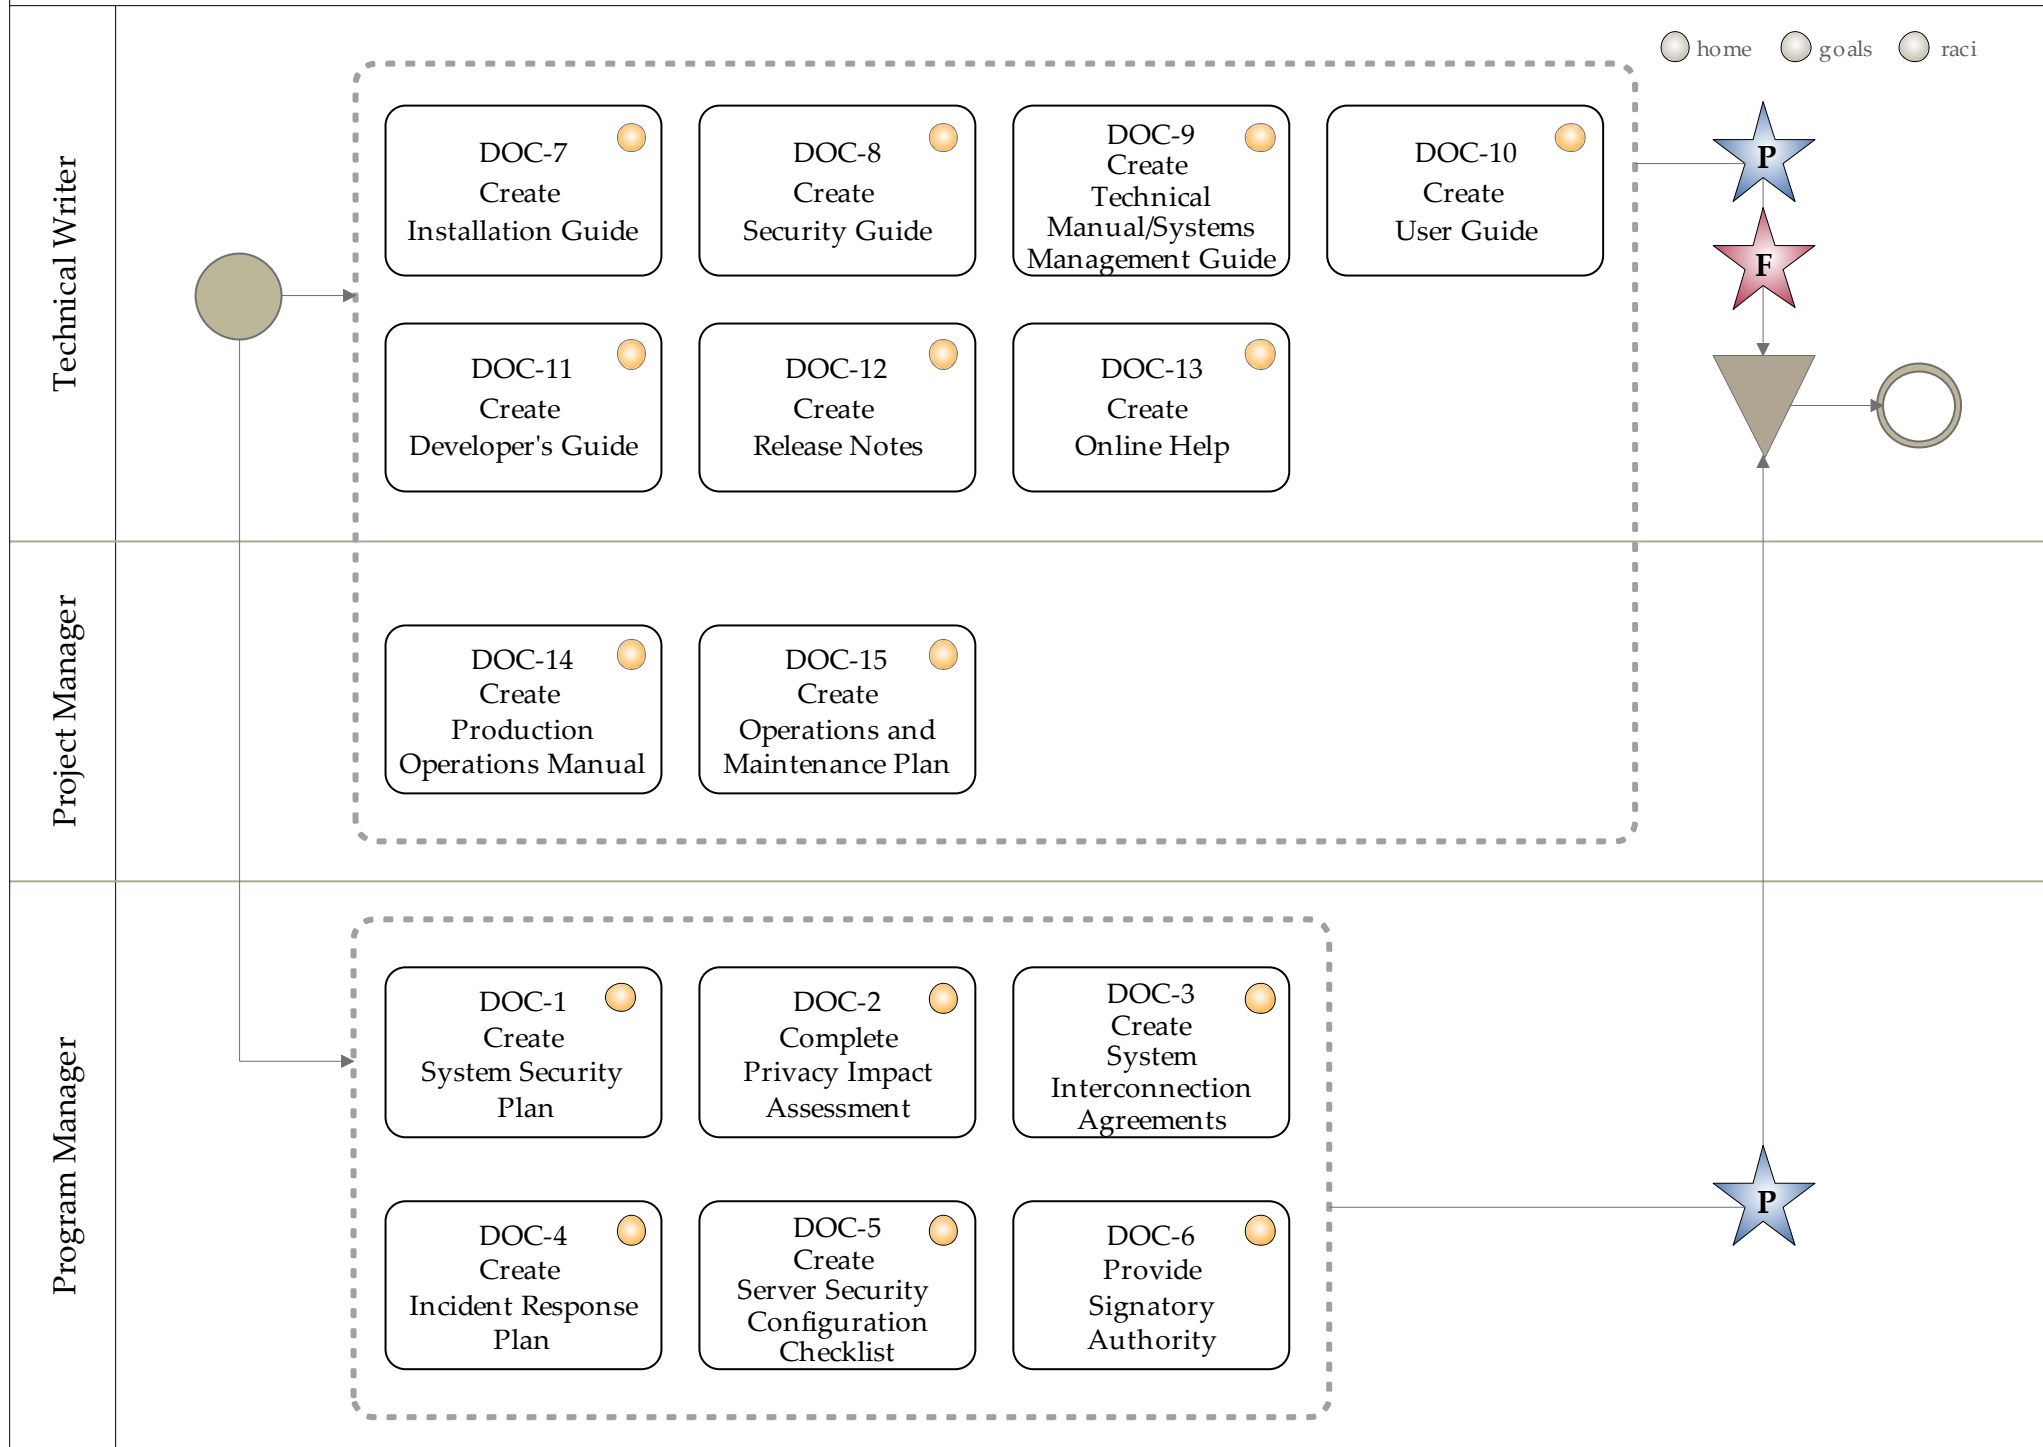 home
goals
raci
Technical Writer
DOC-7
Create
Installation Guide
DOC-8
Create
Security Guide
DOC-9
Create
Technical
Manual/Systems
Management Guide
DOC-10
Create
User Guide
P
F
DOC-11
Create
Developer's Guide
DOC-12
Create
Release Notes
DOC-13
Create
Online Help
Project Manager
DOC-14
Create
Production
Operations Manual
DOC-15
Create
Operations and
Maintenance Plan
Program Manager
DOC-1
Create
System Security
Plan
DOC-2
Complete
Privacy Impact
Assessment
DOC-3
Create
System
Interconnection
Agreements
DOC-4
Create
Incident Response
Plan
DOC-5
Create
Server Security
Configuration
Checklist
DOC-6
Provide
Signatory
Authority
P